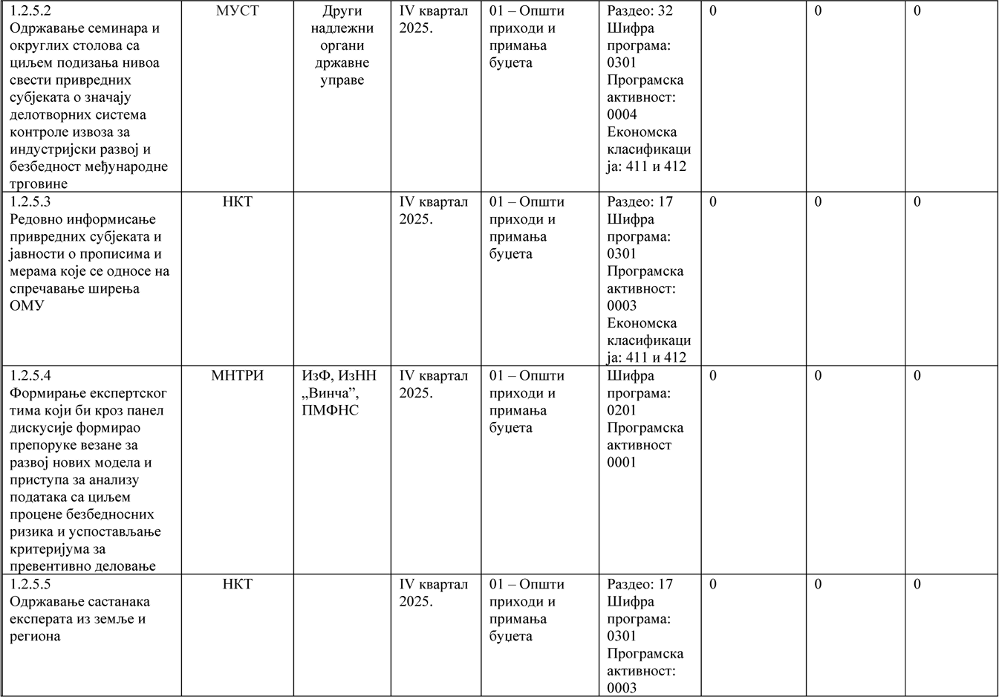 1.2.5.2
Одржавање семинара и
округлих столова са
циљем подизања нивоа
свести привредних
субјеката о значају
делотворних система
контроле извоза за
индустријски развој и
безбедност међународне
трговине
МУСТ
Други
надлежни
органи
државне
управе
IV квартал
2025.
01 – Општи
приходи и
примања
буџета
Раздео: 32
Шифра
програма:
0301
Програмска
активност:
0004
Економска
класификаци
ја: 411 и 412
0
0
0
1.2.5.3
Редовно информисање
привредних субјеката и
јавности о прописима и
мерама које се односе на
спречавање ширења
ОМУ
НКТ
IV квартал
2025.
01 – Општи
приходи и
примања
буџета
Раздео: 17
Шифра
програма:
0301
Програмска
активност:
0003
Економска
класификаци
ја: 411 и 412
0
0
0
1.2.5.4
Формирање експертског
тима који би кроз панел
дискусије формирао
препоруке везане за
развој нових модела и
приступа за анализу
података са циљем
процене безбедносних
ризика и успостављање
критеријума за
превентивно деловање
МНТРИ
ИзФ, ИзНН
„Винча”,
ПМФНС
IV квартал
2025.
01 – Општи
приходи и
примања
буџета
Шифра
програма:
0201
Програмска
активност
0001
0
0
0
1.2.5.5
Одржавање састанака
експерата из земље и
региона
НКТ
IV квартал
2025.
01 – Општи
приходи и
примања
буџета
Раздео: 17
Шифра
програма:
0301
Програмска
активност:
0003
0
0
0